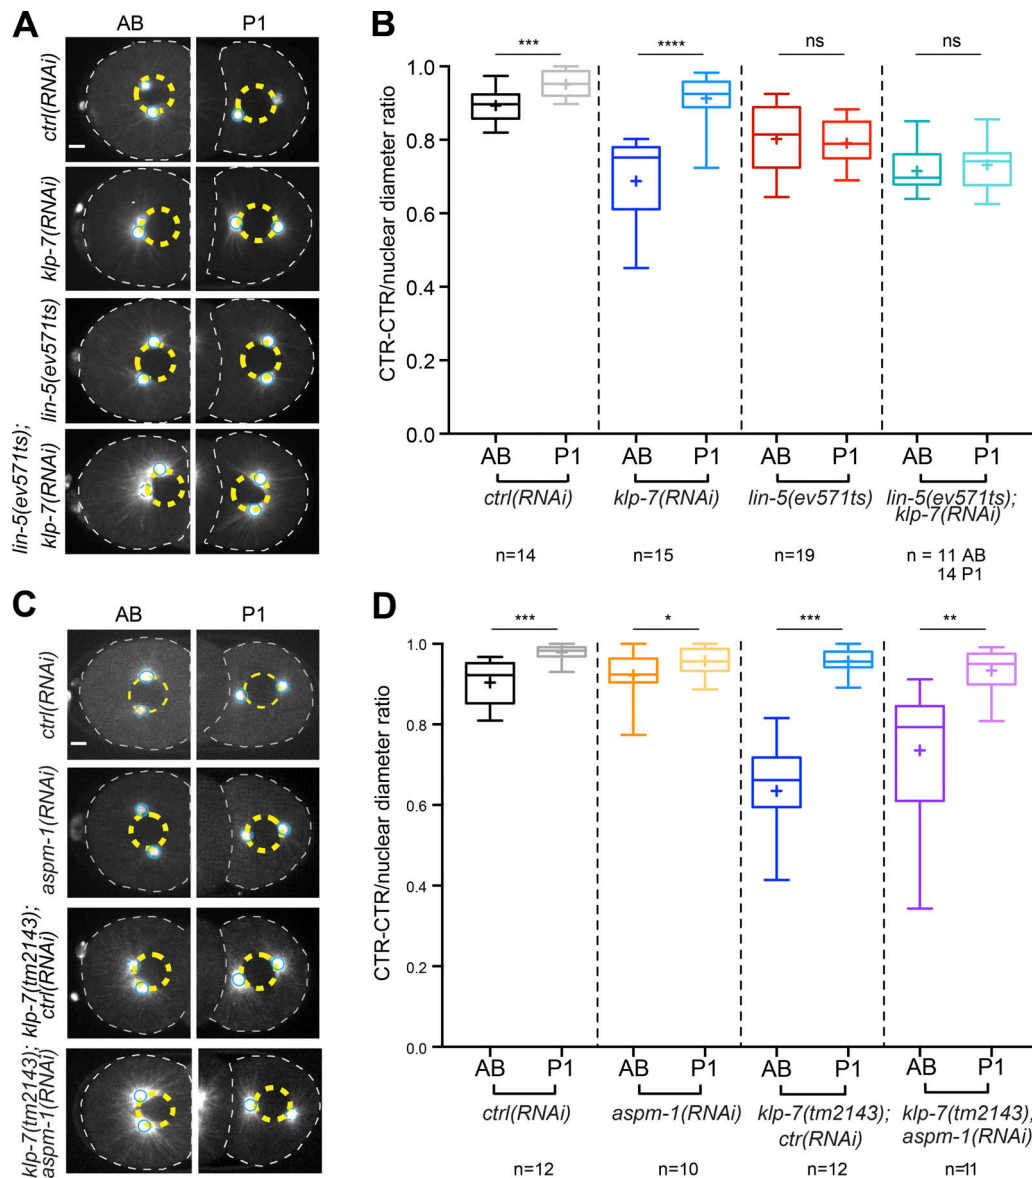 A
AB P1
ctrl(RNAi)
klp-7(RNAi)
lin-5(ev571ts)
lin-5(ev571ts);
klp-7(RNAi)
B
*** **** ns ns
CTR-CTR/nuclear diameter ratio
1.0
0.8
0.6
0.4
0.2
0.0
AB P1 AB P1 AB P1 AB P1
ctrl(RNAi) klp-7(RNAi) lin-5(ev571ts) lin-5(ev571ts);
klp-7(RNAi)
n=14 n=15 n=19 n = 11 AB
14 P1
C
AB P1
ctrl(RNAi)
aspm-1(RNAi)
klp-7(tm2143);
ctrl(RNAi)
klp-7(tm2143);
aspm-1(RNAi)
D
*** * *** **
CTR-CTR/nuclear diameter ratio
1.0
0.8
0.6
0.4
0.2
0.0
AB P1 AB P1 AB P1 AB P1
ctrl(RNAi) aspm-1(RNAi) klp-7(tm2143); klp-7(tm2143),
ctr(RNAi) aspm-1(RNAi)
n=12 n=10 n=12 n=11